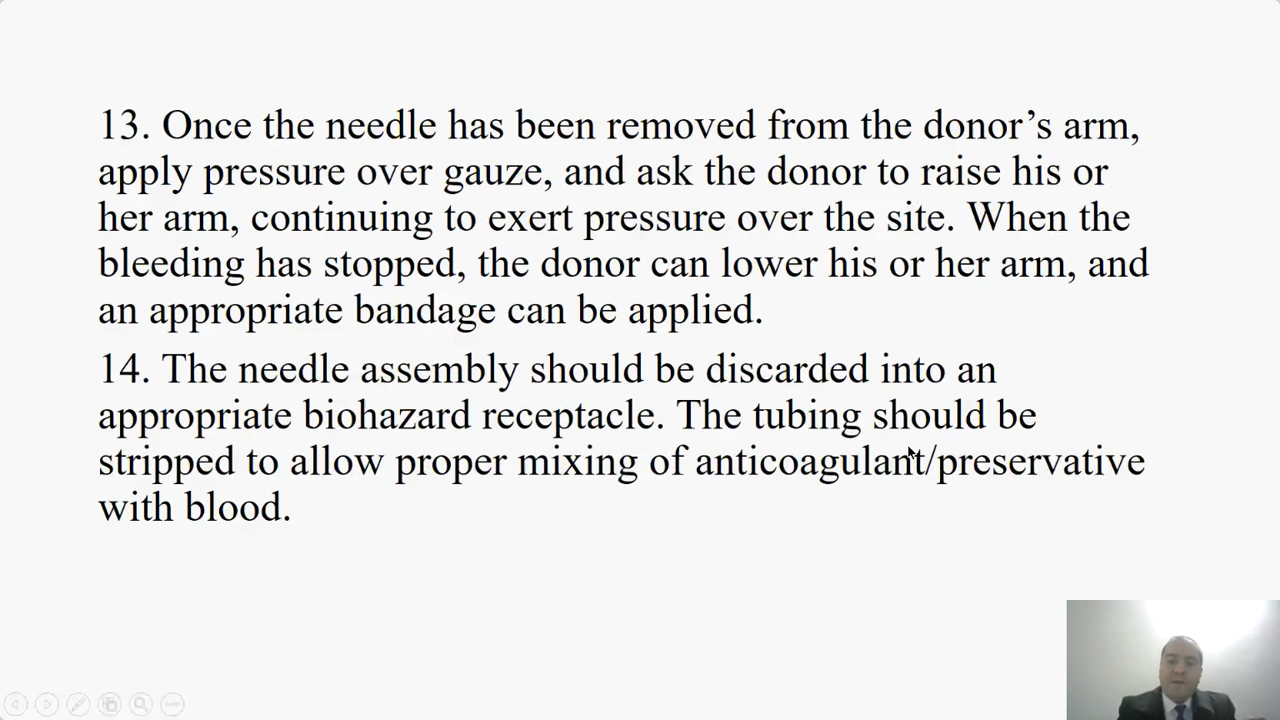 13. Once the needle has been removed from the donor’s arm,
apply pressure over gauze, and ask the donor to raise his or
her arm, continuing to exert pressure over the site. When the
bleeding has stopped, the donor can lower his or her arm, and
an appropriate bandage can be applied.
14. The needle assembly should be discarded into an
appropriate biohazard receptacle. The tubing should be
stripped to allow proper mixing of anticoagulant/preservative
with blood.